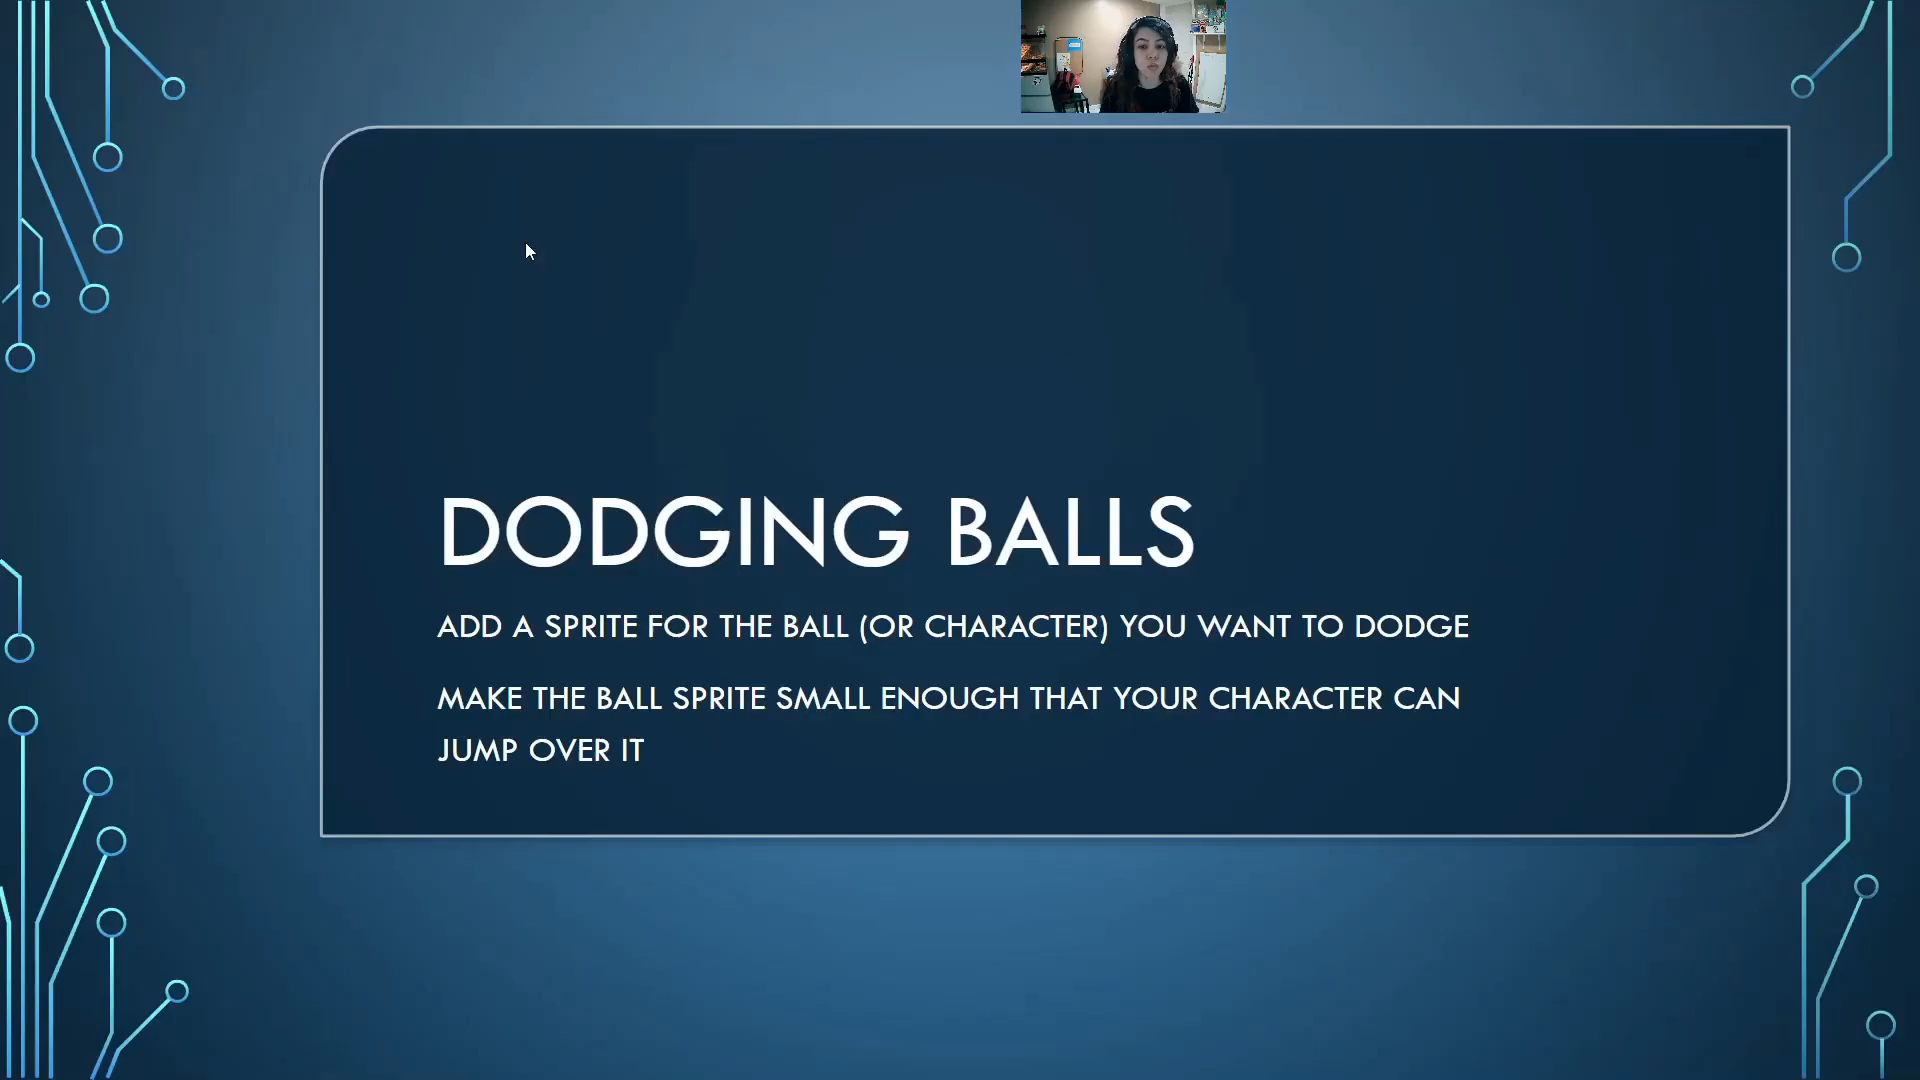 DODGING BALLS
ADD A SPRITE FOR THE BALL (OR CHARACTER) YOU WANT TO DODGE
MAKE THE BALL SPRITE SMALL ENOUGH THAT YOUR CHARACTER CAN
JUMP OVER IT